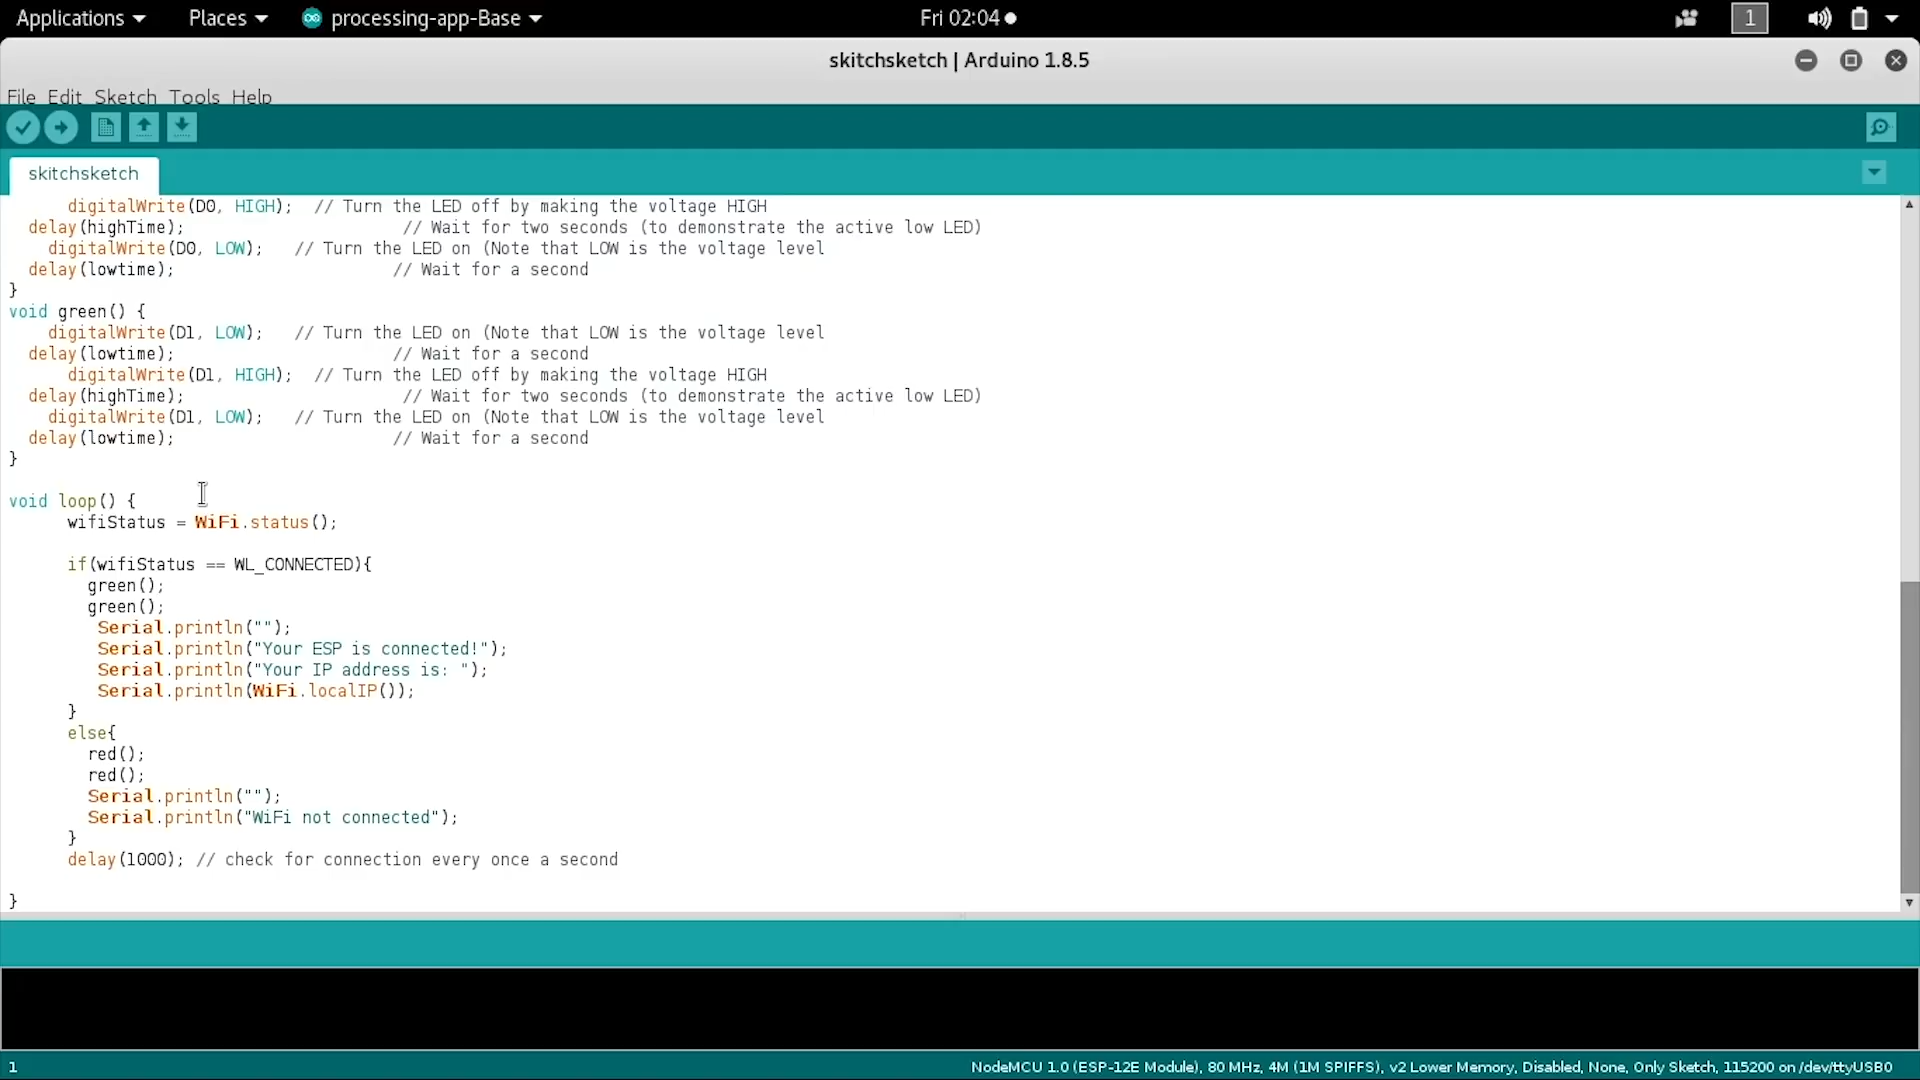 Applications Places processing-app-Base Fri 02:04 1
skitchsketch | Arduino 1.8.5
File Edit Sketch Tools Help
skitchsketch
digitalWrite(D0, HIGH); // Turn the LED off by making the voltage HIGH
delay(highTime); // Wait for two seconds (to demonstrate the active low LED)
digitalWrite(D0, LOW); // Turn the LED on (Note that LOW is the voltage level
delay(lowtime); // Wait for a second
}
void green() {
digitalWrite(D1, LOW); // Turn the LED on (Note that LOW is the voltage level
delay(lowtime); // Wait for a second
digitalWrite(D1, HIGH); // Turn the LED off by making the voltage HIGH
delay(highTime); // Wait for two seconds (to demonstrate the active low LED)
digitalWrite(D1, LOW); // Turn the LED on (Note that LOW is the voltage level
delay(lowtime); // Wait for a second
}
void loop() {
wifiStatus = WiFi.status();
if(wifiStatus == WL_CONNECTED){
green();
green();
Serial.println("");
Serial.println("Your ESP is connected!");
Serial.println("Your IP address is: ");
Serial.println(WiFi.localIP());
}
else{
red();
red();
Serial.println("");
Serial.println("WiFi not connected");
}
delay(1000); // check for connection every once a second
}
1 NodeMCU 1.0 (ESP-12E Module), 80 MHz, 4M (1M SPIFFS), v2 Lower Memory, Disabled, None, Only Sketch, 115200 on /dev/ttyUSB0